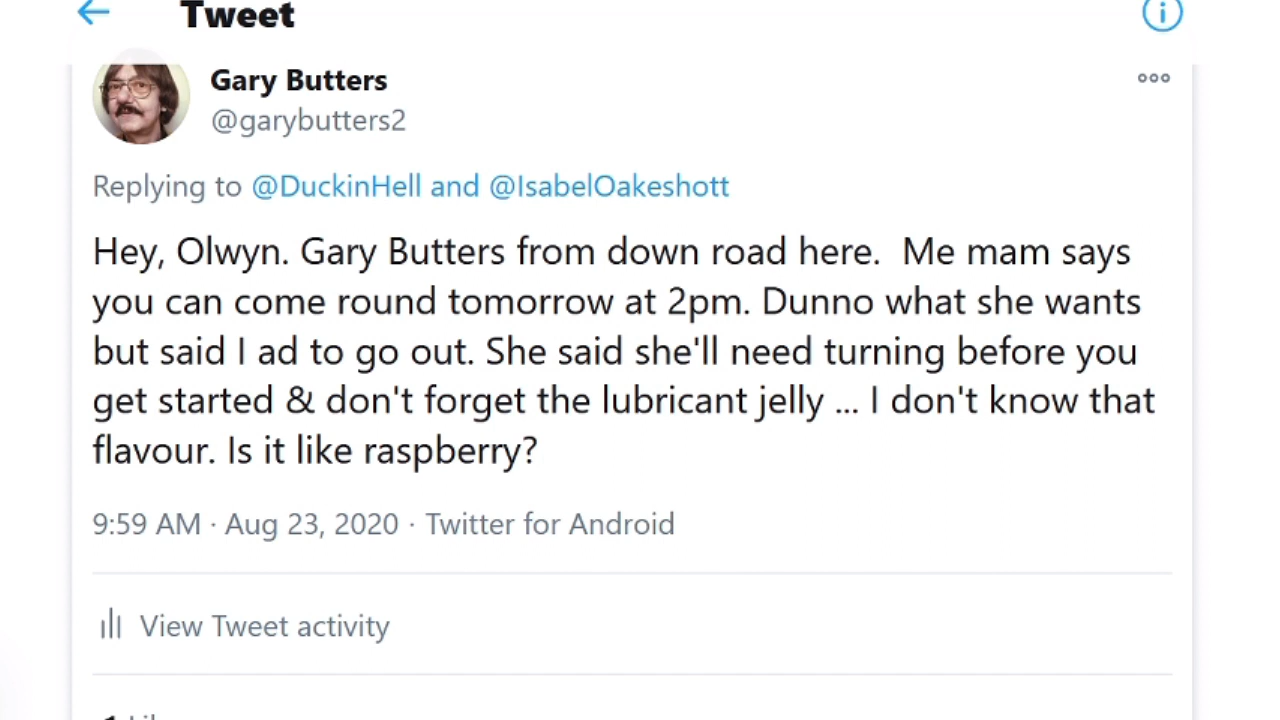 Tweet
Gary Butters
@garybutters2
Replying to @DuckinHell and @IsabelOakeshott
Hey, Olwyn. Gary Butters from down road here.  Me mam says
you can come round tomorrow at 2pm. Dunno what she wants
but said I ad to go out. She said she'll need turning before you
get started & don't forget the lubricant jelly ... I don't know that
flavour. Is it like raspberry?
9:59 AM · Aug 23, 2020 · Twitter for Android
View Tweet activity